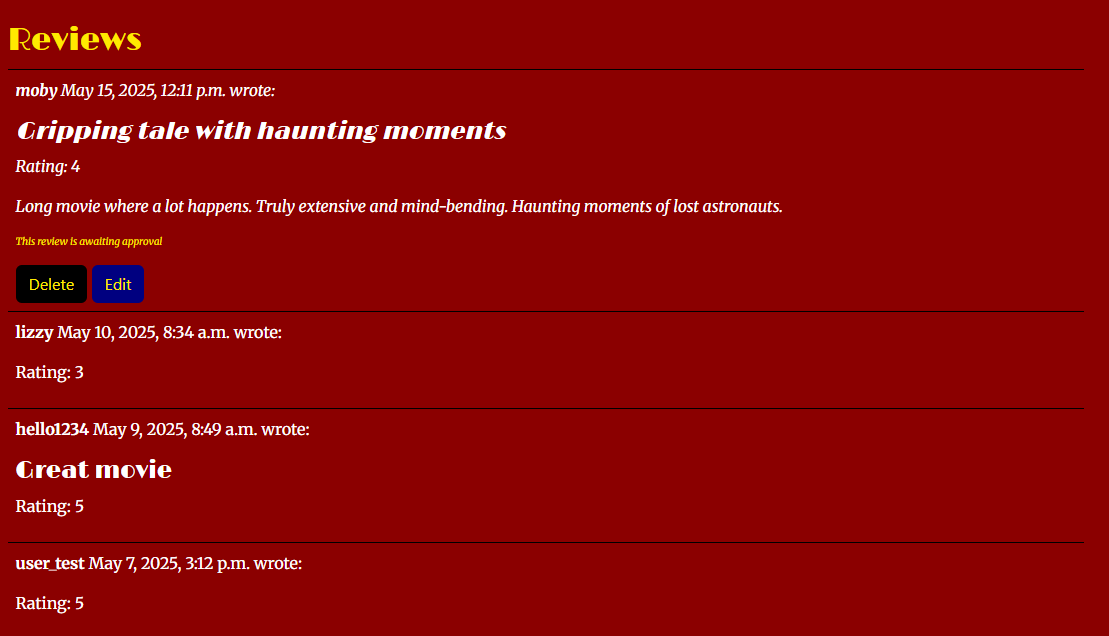 Reviews
moby May 15, 2025, 12:11 p.m. wrote:
Gripping tale with haunting moments
Rating: 4
Long movie where a lot happens. Truly extensive and mind-bending. Haunting moments of lost astronauts.
This review is awaiting approval
Delete Edit
lizzy May 10, 2025, 8:34 a.m. wrote:
Rating: 3
hello1234 May 9, 2025, 8:49 a.m. wrote:
Great movie
Rating: 5
user_test May 7, 2025, 3:12 p.m. wrote:
Rating: 5